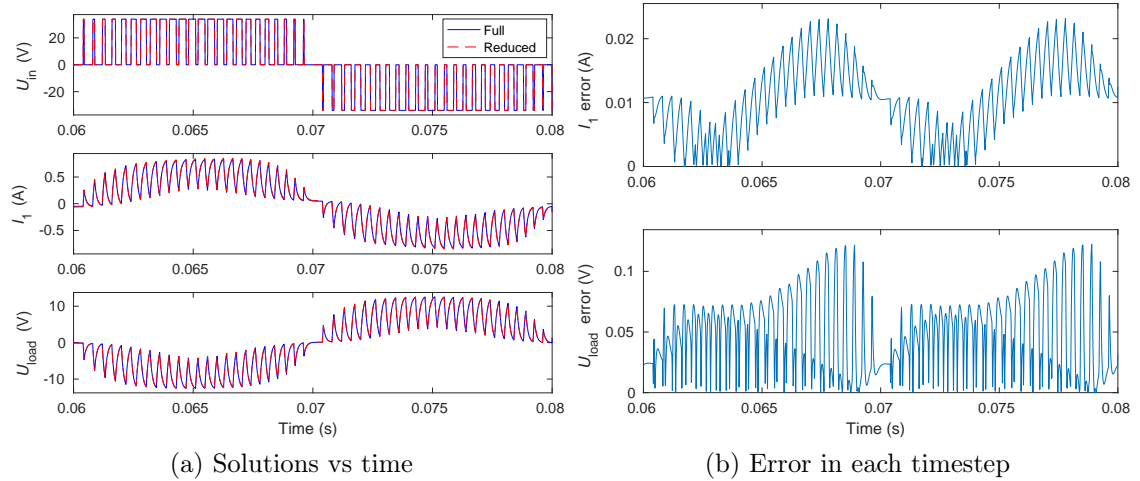 20
0
-20
U_in (V)
Full
Reduced
0.06 0.065 0.07 0.075 0.08
0.5
0
-0.5
I_1 (A)
0.06 0.065 0.07 0.075 0.08
10
0
-10
U_load (V)
0.06 0.065 0.07 0.075 0.08
Time (s)
(a) Solutions vs time
0.02
0.01
0
I_1 error (A)
0.06 0.065 0.07 0.075 0.08
0.1
0.05
0
U_load error (V)
0.06 0.065 0.07 0.075 0.08
Time (s)
(b) Error in each timestep